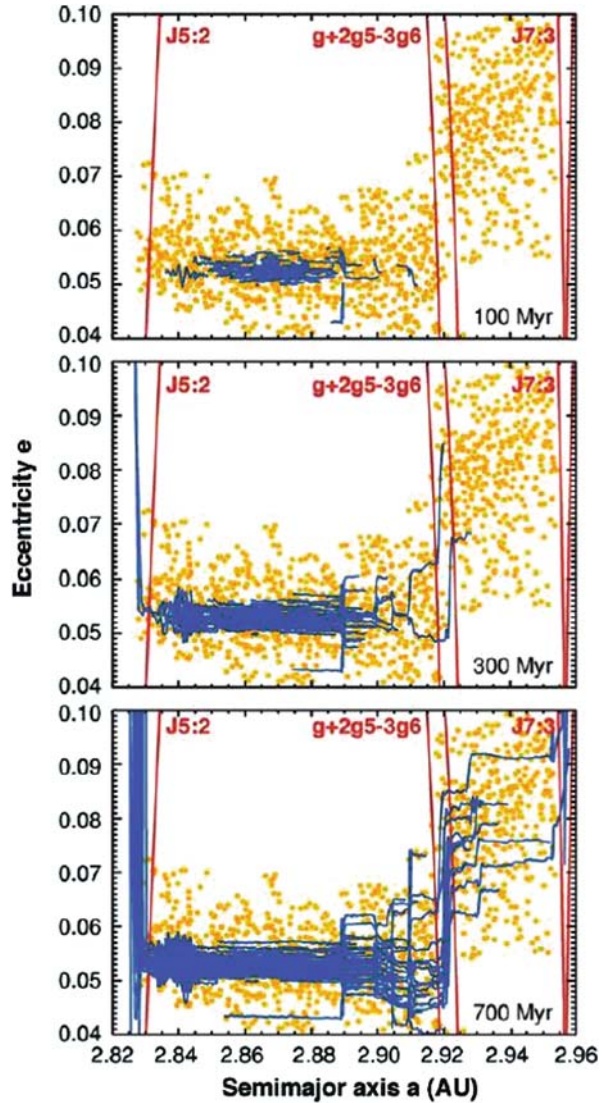 0.10
J5:2 g+2g5-3g6 J7:3
0.09
0.08
0.07
0.06
0.05
0.04
100 Myr
0.10
J5:2 g+2g5-3g6 J7:3
0.09
0.08
0.07
0.06
0.05
0.04
300 Myr
0.10
J5:2 g+2g5-3g6 J7:3
0.09
0.08
0.07
0.06
0.05
0.04
700 Myr
Eccentricity e
2.82 2.84 2.86 2.88 2.90 2.92 2.94 2.96
Semimajor axis a (AU)